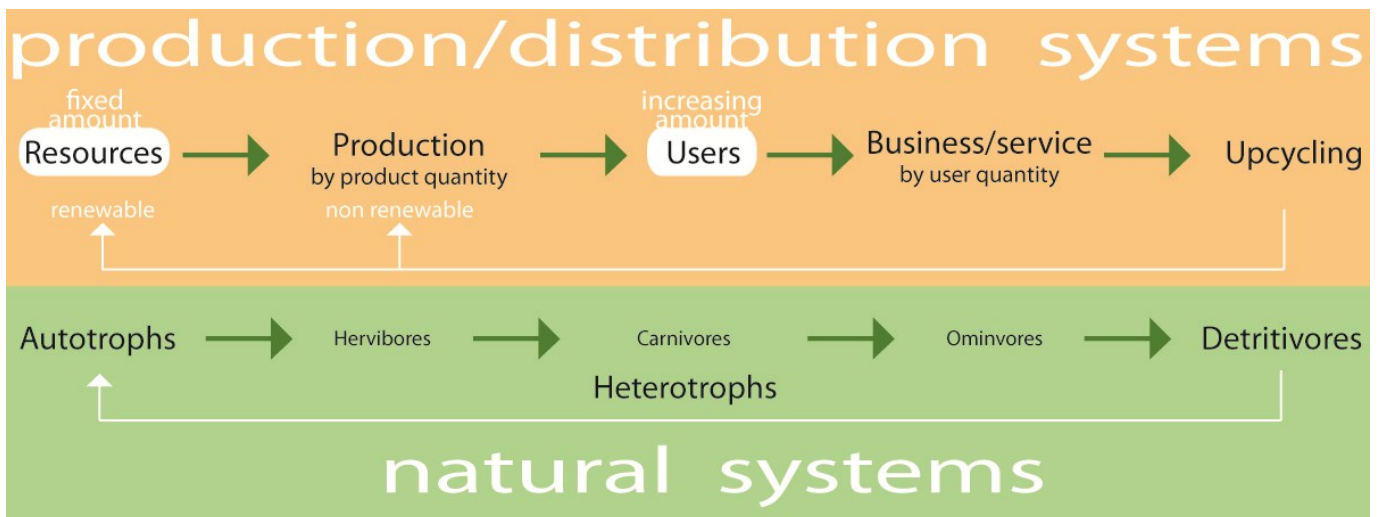 production/distribution systems
fixed
amount
increasing
amount
Resources
Production
by product quantity
Users
Business/service
by user quantity
Upcycling
renewable
non renewable
Autotrophs
Hervibores
Carnivores
Ominvores
Detritivores
Heterotrophs
natural systems